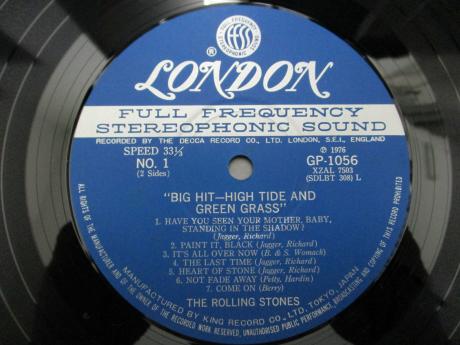 FULL FREQUENCY STEREOPHONIC SOUND
ffss
®
LONDON
FULL FREQUENCY
STEREOPHONIC SOUND
RECORDED BY THE DECCA RECORD CO., LTD. LONDON, S.E.I., ENGLAND
SPEED 33⅓
℗ 1976
NO. 1
GP-1056
(2 Sides)
XZAL 7503
(SDLBT 308) L
"BIG HIT—HIGH TIDE AND
GREEN GRASS"
1. HAVE YOU SEEN YOUR MOTHER, BABY,
STANDING IN THE SHADOW?
(Jagger, Richard)
2. PAINT IT, BLACK (Jagger, Richard)
3. IT'S ALL OVER NOW (B. & S. Womach)
4. THE LAST TIME (Jagger, Richard)
5. HEART OF STONE (Jagger, Richard)
6. NOT FADE AWAY (Petty, Hardin)
7. COME ON (Berry)
THE ROLLING STONES
MANUFACTURED BY KING RECORD CO., LTD. TOKYO, JAPAN
ALL RIGHTS OF THE MANUFACTURER AND OF THE OWNER OF THE RECORDED WORK RESERVED, UNAUTHORISED PUBLIC PERFORMANCE, BROADCASTING AND COPYING OF THIS RECORD PROHIBITED